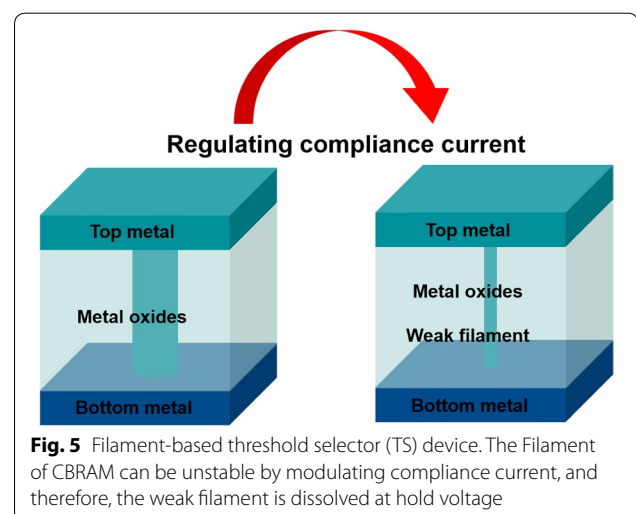 Regulating compliance current
Top metal
Top metal
Metal oxides
Metal oxides
Weak filament
Bottom metal
Bottom metal
Fig. 5 Filament-based threshold selector (TS) device. The Filament
of CBRAM can be unstable by modulating compliance current, and
therefore, the weak filament is dissolved at hold voltage